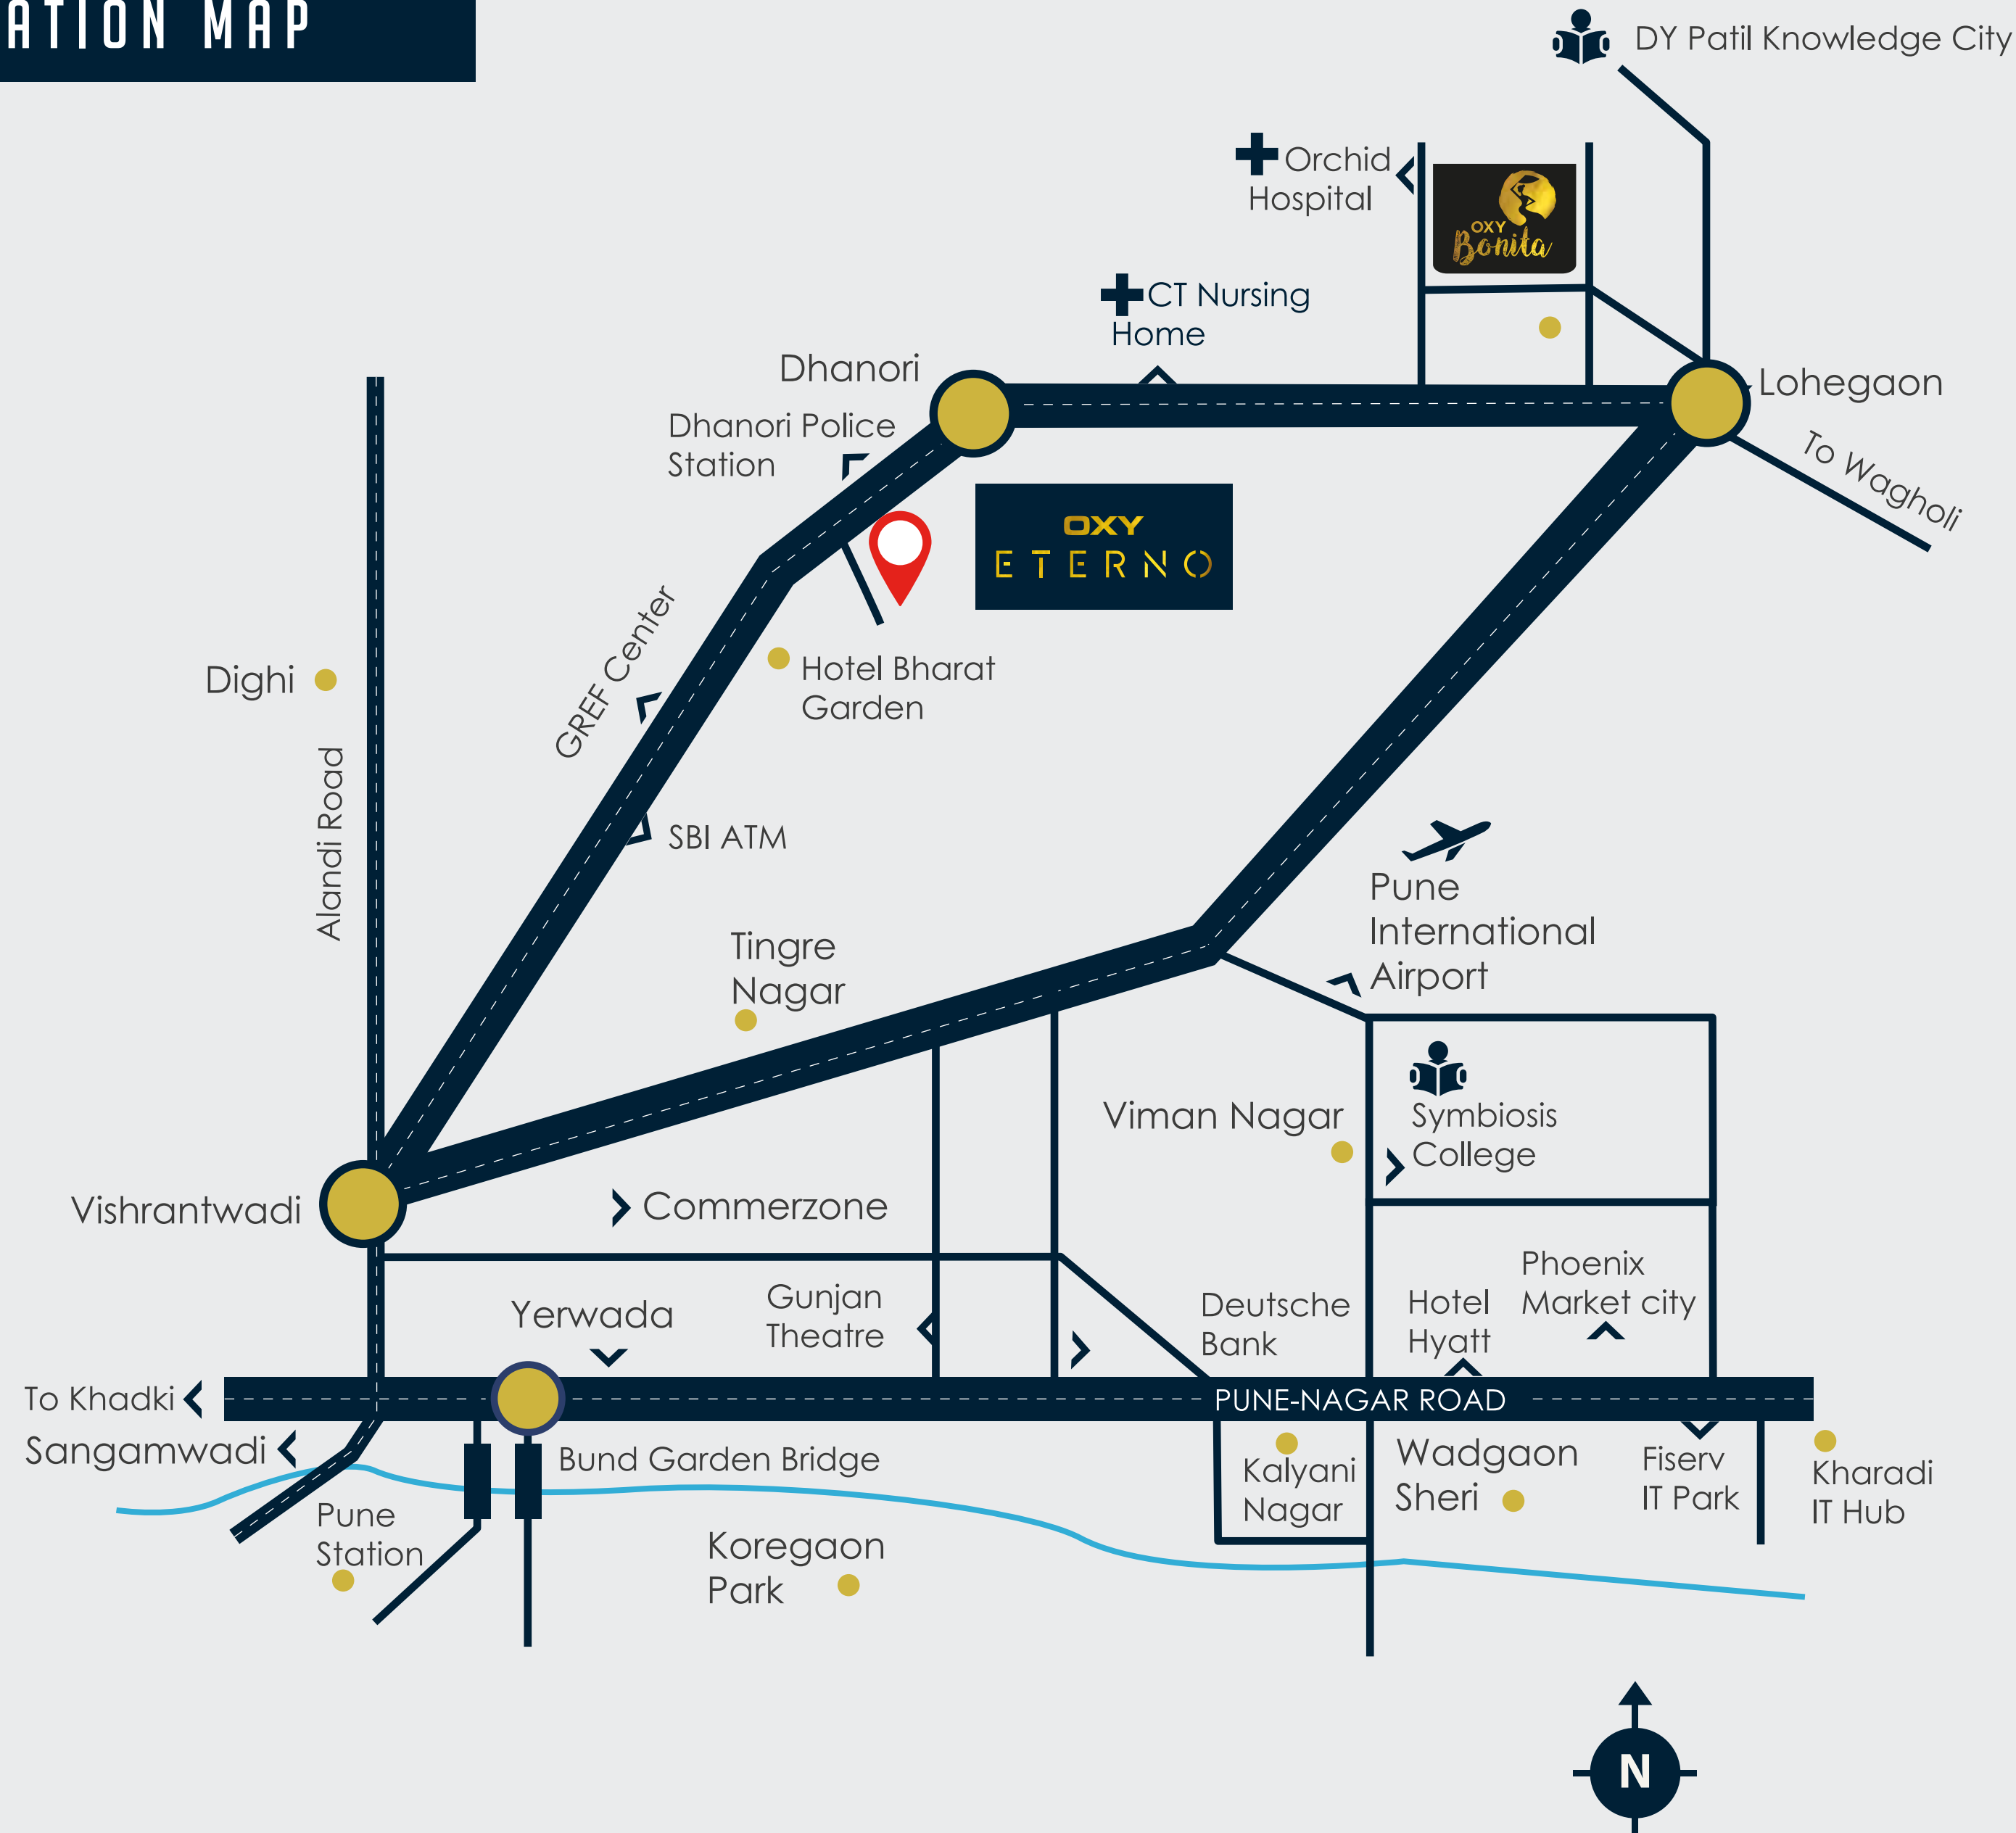 ATION MAP
DY Patil Knowledge City
Orchid
Hospital
OXY
Bonita
CT Nursing
Home
Dhanori
Lohegaon
Dhanori Police
Station
To Wagholi
OXY
ETERNO
GREF Center
Hotel Bharat
Garden
Dighi
Alandi Road
SBI ATM
Pune
International
Airport
Tingre
Nagar
Viman Nagar
Symbiosis
College
Vishrantwadi
Commerzone
Phoenix
Market city
Gunjan
Theatre
Yerwada
Deutsche
Bank
Hotel
Hyatt
To Khadki
PUNE-NAGAR ROAD
Sangamwadi
Bund Garden Bridge
Kalyani
Nagar
Wadgaon
Sheri
Fiserv
IT Park
Kharadi
IT Hub
Pune
Station
Koregaon
Park
N